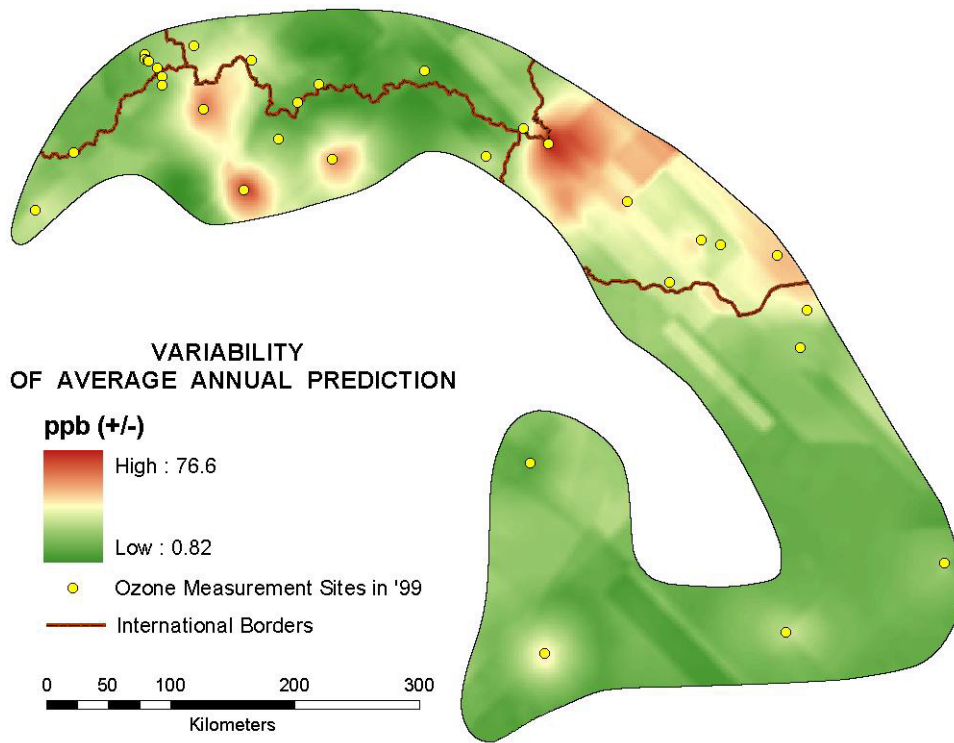 VARIABILITY
OF AVERAGE ANNUAL PREDICTION
ppb (+/-)
High : 76.6
Low : 0.82
Ozone Measurement Sites in '99
International Borders
0 50 100 200 300
Kilometers